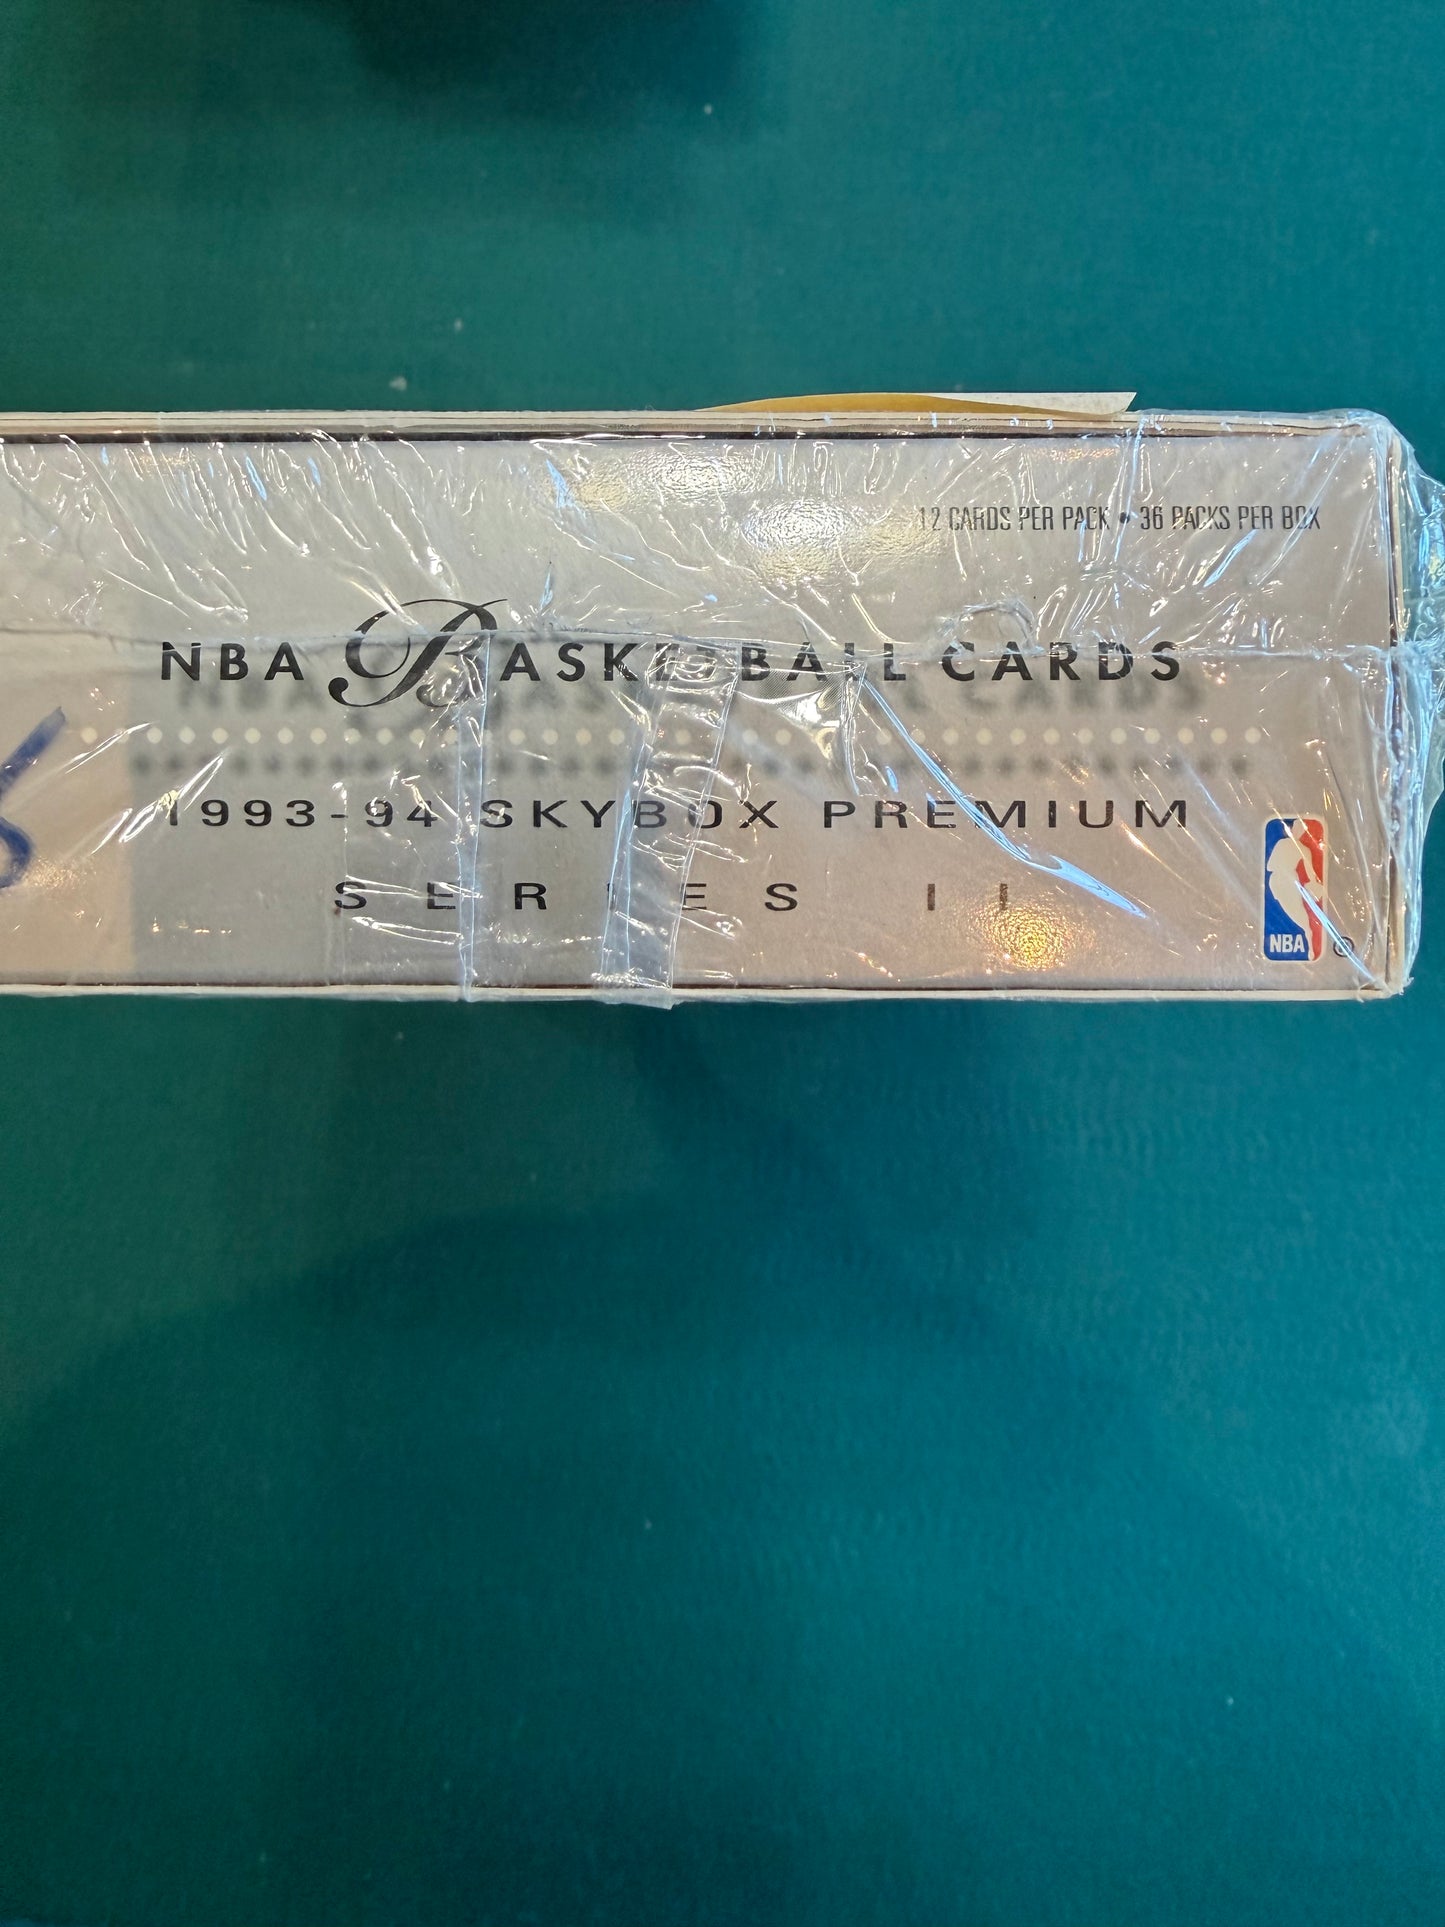 12 CARDS PER PACK • 36 PACKS PER BOX
NBA BASKETBALL CARDS
1993-94 SKYBOX PREMIUM
SERIES II
NBA ®